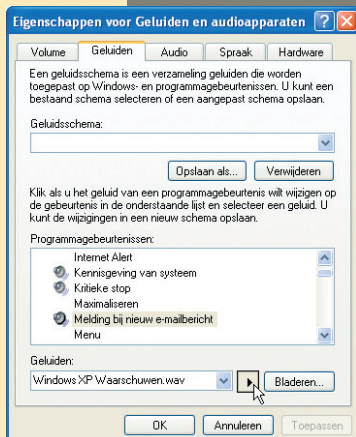 Eigenschappen voor Geluiden en audioapparaten
Volume Geluiden Audio Spraak Hardware
Een geluidsschema is een verzameling geluiden die worden
toegepast op Windows- en programmagebeurtenissen. U kunt een
bestaand schema selecteren of een aangepast schema opslaan.
Geluidsschema:
Opslaan als... Verwijderen
Klik als u het geluid van een programmagebeurtenis wilt wijzigen op
de gebeurtenis in de onderstaande lijst en selecteer een geluid. U
kunt de wijzigingen in een nieuw schema opslaan.
Programmagebeurtenissen:
Internet Alert
Kennisgeving van systeem
Kritieke stop
Maximaliseren
Melding bij nieuw e-mailbericht
Menu
Geluiden:
Windows XP Waarschuwen.wav Bladeren...
OK Annuleren Toepassen